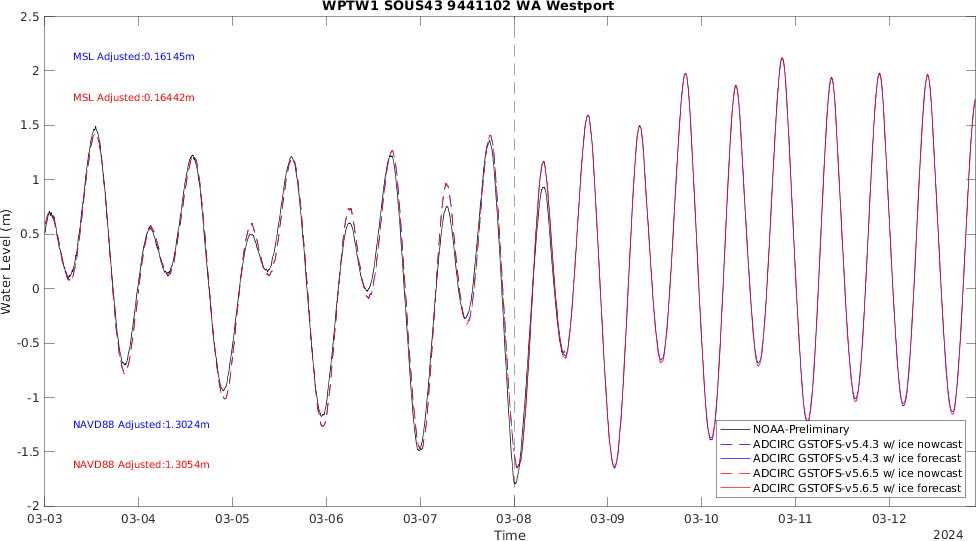 WPTW1 SOUS43 9441102 WA Westport
MSL Adjusted:0.16145m
MSL Adjusted:0.16442m
NAVD88 Adjusted:1.3024m
NAVD88 Adjusted:1.3054m
Water Level (m)
2.5
2
1.5
1
0.5
0
-0.5
-1
-1.5
-2
NOAA-Preliminary
ADCIRC GSTOFS-v5.4.3 w/ ice nowcast
ADCIRC GSTOFS-v5.4.3 w/ ice forecast
ADCIRC GSTOFS-v5.6.5 w/ ice nowcast
ADCIRC GSTOFS-v5.6.5 w/ ice forecast
03-03 03-04 03-05 03-06 03-07 03-08 03-09 03-10 03-11 03-12
Time
2024